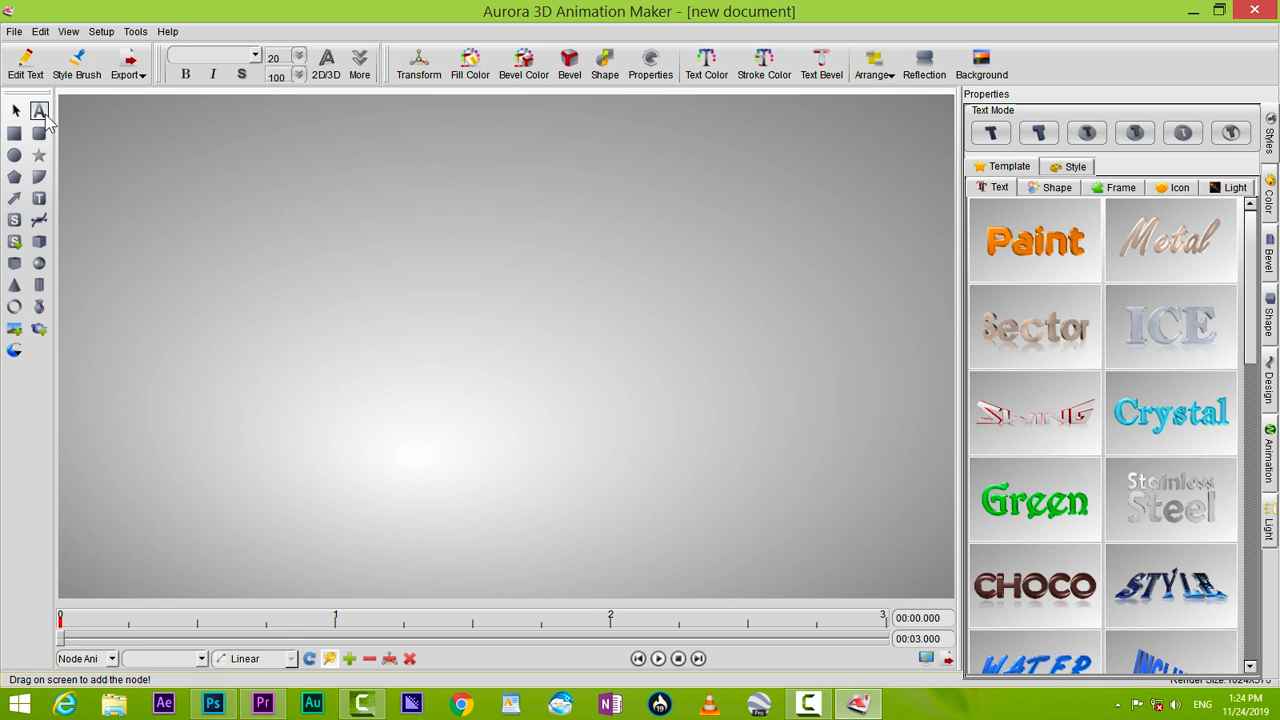 Aurora 3D Animation Maker - [new document]
File Edit View Setup Tools Help
20
100
Edit Text Style Brush Export B I S 2D/3D More Transform Fill Color Bevel Color Bevel Shape Properties Text Color Stroke Color Text Bevel Arrange Reflection Background
Properties
Text Mode
Template Style
Text Shape Frame Icon Light
Paint Metal
Sector ICE
SWING Crystal
Green Stainless Steel
CHOCO STYLE
WATER
Styles
Color
Bevel
Shape
Design
Animation
Light
0 1 2 3
00:00.000
00:03.000
Node Ani Linear
Drag on screen to add the node!
ENG
1:24 PM
11/24/2019